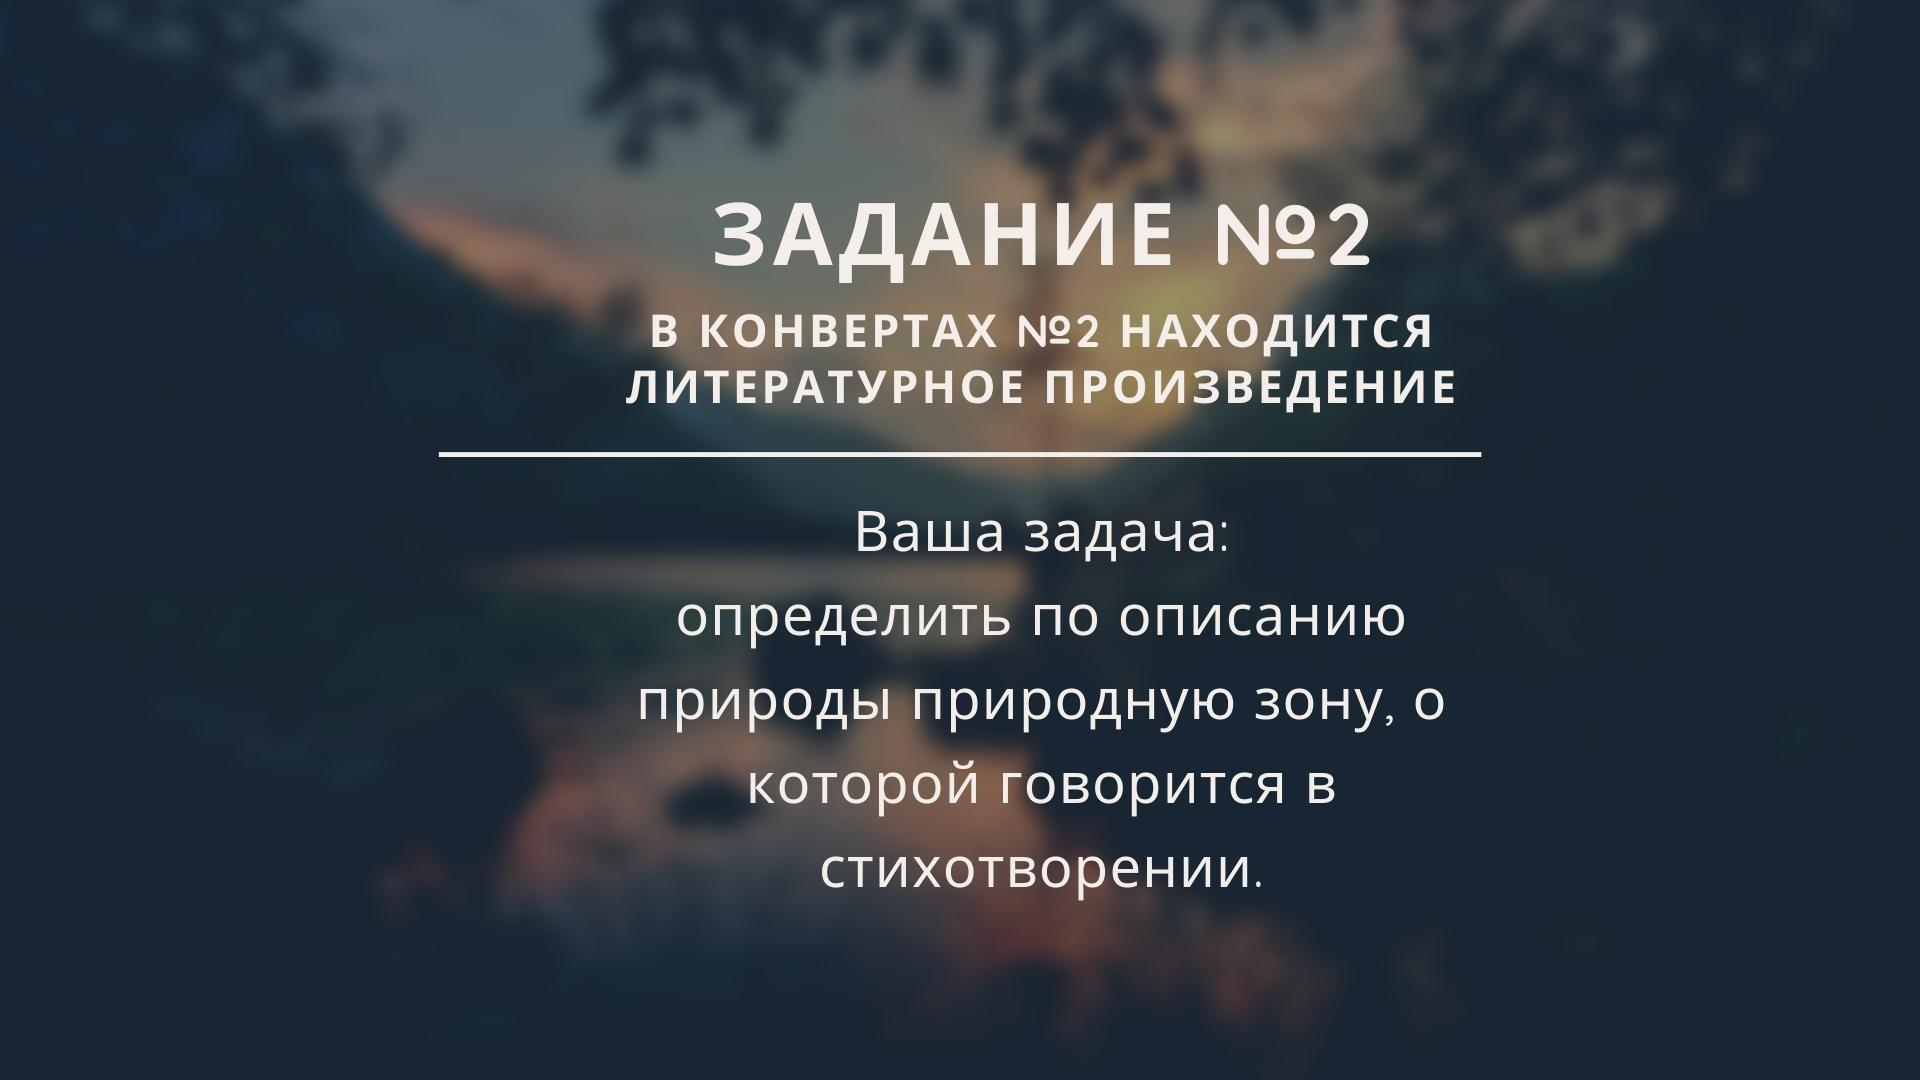 ЗАДАНИЕ №2
В КОНВЕРТАХ №2 НАХОДИТСЯ
ЛИТЕРАТУРНОЕ ПРОИЗВЕДЕНИЕ
Ваша задача:
определить по описанию
природы природную зону, о
которой говорится в
стихотворении.